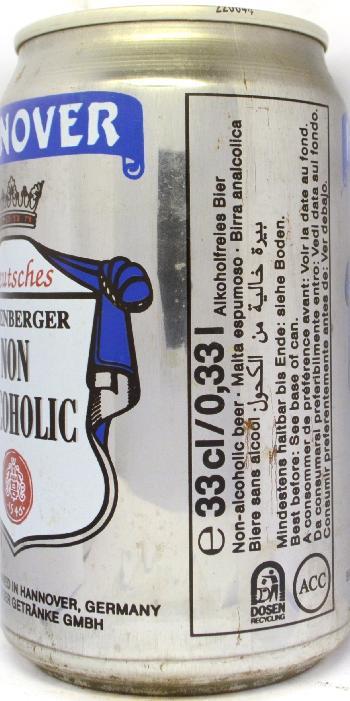 220694
NOVER
utsches
ENBERGER
NON
OHOLIC
1546
ED IN HANNOVER, GERMANY
ER GETRÄNKE GMBH
e 33 cl/0,33 l Alkoholfreies Bier
Non-alcoholic beer · Malta espumoso · Birra analcolica
Biere sans alcool بيرة خالية من الكحول
Mindestens haltbar bis Ende: siehe Boden.
Best before: See base of can.
A consommer de préférence avant: Voir la date au fond.
Da consumarsi preferibilmente entro: Vedi data sul fondo.
Consumir preferentemente antes de: Ver debajo.
DOSEN
RECYCLING
ACC